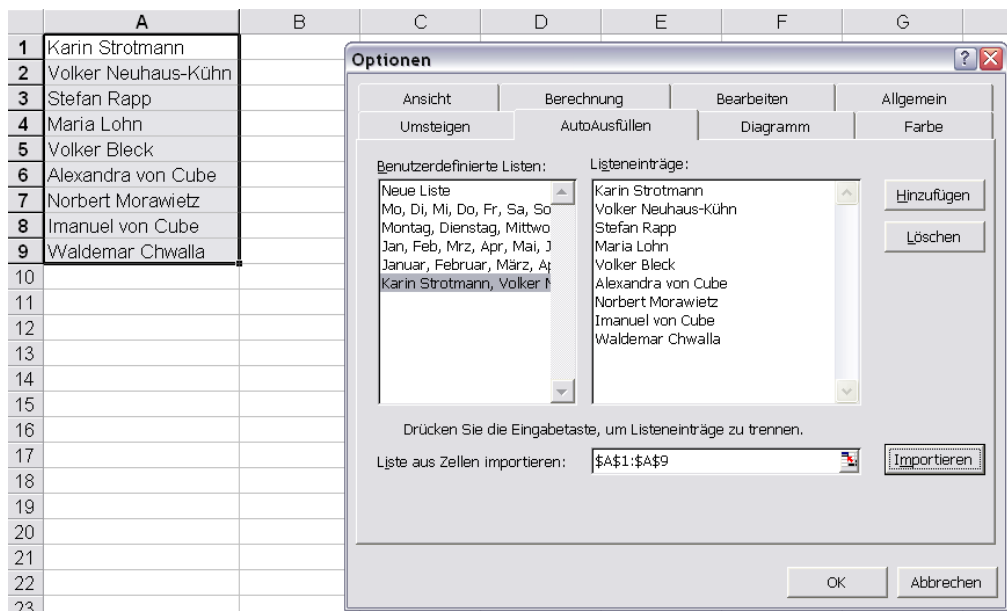 A B C D E F G
1 Karin Strotmann
2 Volker Neuhaus-Kühn
3 Stefan Rapp
4 Maria Lohn
5 Volker Bleck
6 Alexandra von Cube
7 Norbert Morawietz
8 Imanuel von Cube
9 Waldemar Chwalla
10
11
12
13
14
15
16
17
18
19
20
21
22
23
Optionen
Ansicht Berechnung Bearbeiten Allgemein
Umsteigen AutoAusfüllen Diagramm Farbe
Benutzerdefinierte Listen:
Neue Liste
Mo, Di, Mi, Do, Fr, Sa, So
Montag, Dienstag, Mittwo
Jan, Feb, Mrz, Apr, Mai, J
Januar, Februar, März, Ap
Karin Strotmann, Volker N
Listeneinträge:
Karin Strotmann
Volker Neuhaus-Kühn
Stefan Rapp
Maria Lohn
Volker Bleck
Alexandra von Cube
Norbert Morawietz
Imanuel von Cube
Waldemar Chwalla
Hinzufügen
Löschen
Drücken Sie die Eingabetaste, um Listeneinträge zu trennen.
Liste aus Zellen importieren: $A$1:$A$9 Importieren
OK Abbrechen